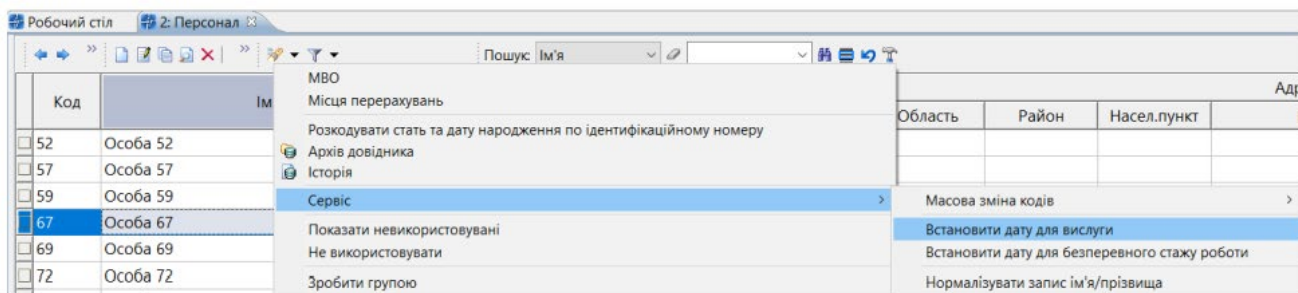 Робочий стіл 2: Персонал
Пошук: Ім'я
Код Ім Адр
Область Район Насел.пункт
52 Особа 52
57 Особа 57
59 Особа 59
67 Особа 67
69 Особа 69
72 Особа 72
МВО
Місця перерахувань
Розкодувати стать та дату народження по ідентифікаційному номеру
Архів довідника
Історія
Сервіс
Показати невикористовувані
Не використовувати
Зробити групою
Масова зміна кодів
Встановити дату для вислуги
Встановити дату для безперевного стажу роботи
Нормалізувати запис ім'я/прізвища